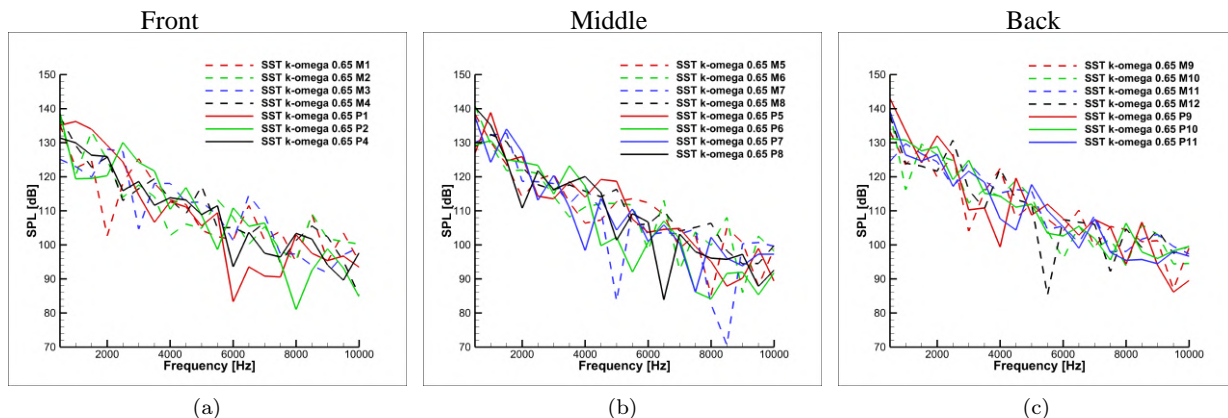 Front
Middle
Back
150
140
130
120
110
100
90
80
70
SPL [dB]
2000
4000
6000
8000
10000
Frequency [Hz]
SST k-omega 0.65 M1
SST k-omega 0.65 M2
SST k-omega 0.65 M3
SST k-omega 0.65 M4
SST k-omega 0.65 P1
SST k-omega 0.65 P2
SST k-omega 0.65 P4
(a)
150
140
130
120
110
100
90
80
70
SPL [dB]
2000
4000
6000
8000
10000
Frequency [Hz]
SST k-omega 0.65 M5
SST k-omega 0.65 M6
SST k-omega 0.65 M7
SST k-omega 0.65 M8
SST k-omega 0.65 P5
SST k-omega 0.65 P6
SST k-omega 0.65 P7
SST k-omega 0.65 P8
(b)
150
140
130
120
110
100
90
80
70
SPL [dB]
2000
4000
6000
8000
10000
Frequency [Hz]
SST k-omega 0.65 M9
SST k-omega 0.65 M10
SST k-omega 0.65 M11
SST k-omega 0.65 M12
SST k-omega 0.65 P9
SST k-omega 0.65 P10
SST k-omega 0.65 P11
(c)